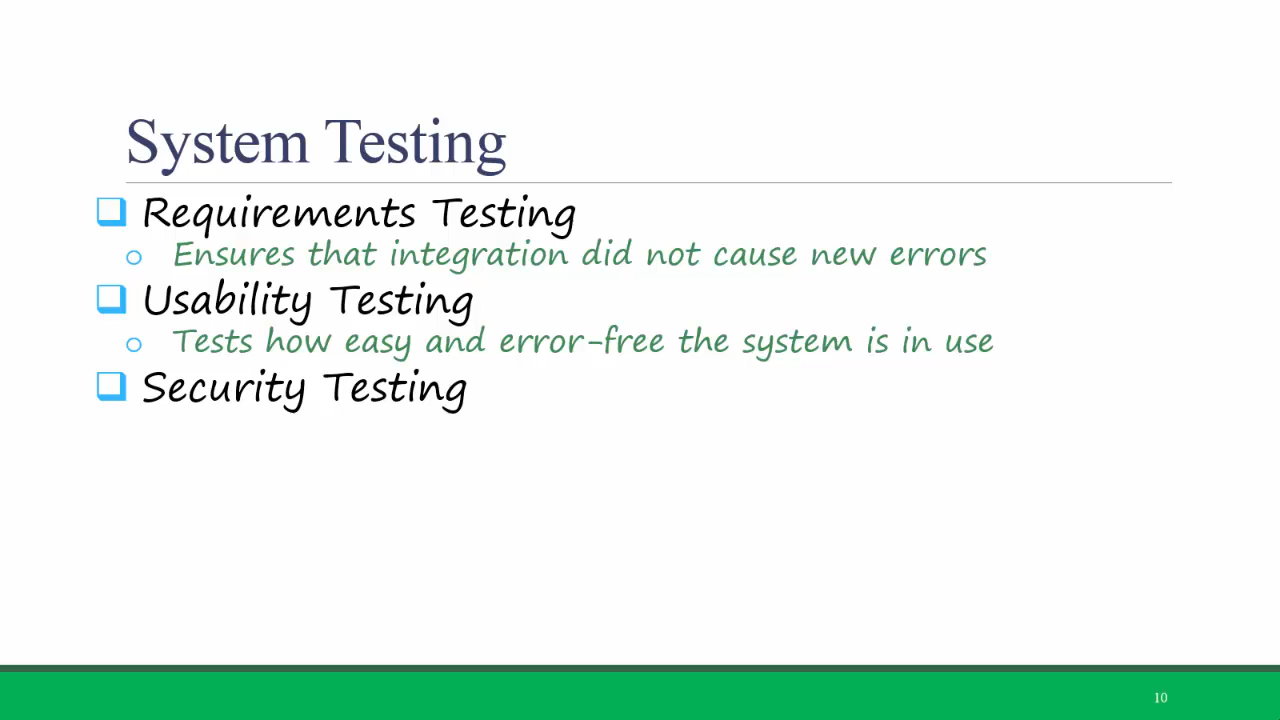 System Testing
Requirements Testing
Ensures that integration did not cause new errors
Usability Testing
Tests how easy and error-free the system is in use
Security Testing
10